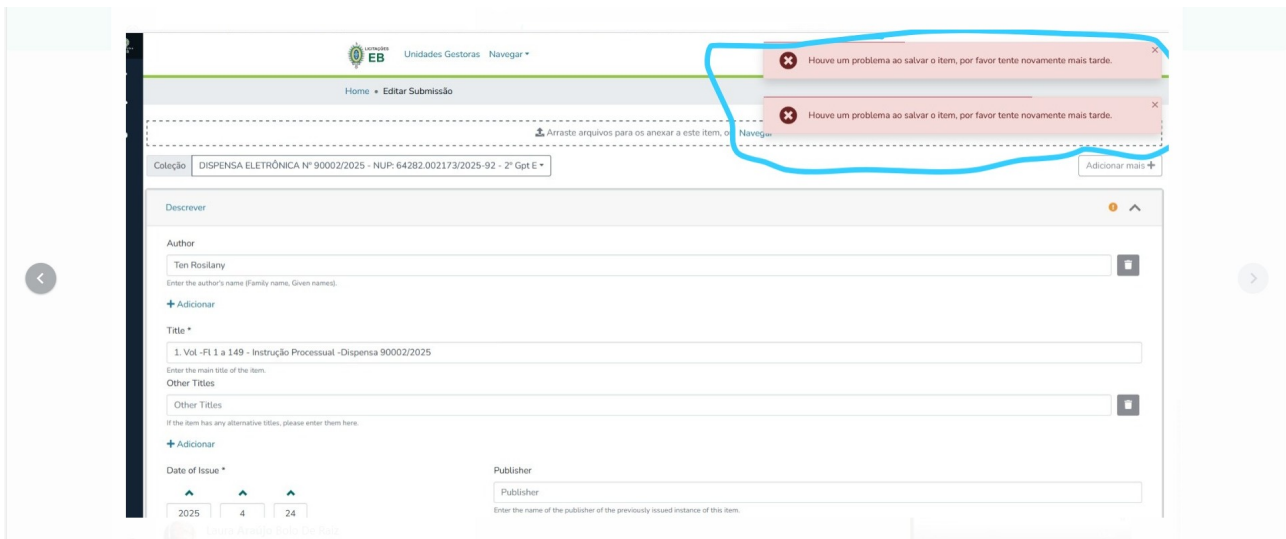 LICITAÇÕES
EB
Unidades Gestoras Navegar
Houve um problema ao salvar o item, por favor tente novamente mais tarde.
Home • Editar Submissão
Houve um problema ao salvar o item, por favor tente novamente mais tarde.
Arraste arquivos para os anexar a este item, o Navegar
Coleção DISPENSA ELETRÔNICA Nº 90002/2025 - NUP: 64282.002173/2025-92 - 2º Gpt E
Adicionar mais +
Descrever
Author
Ten Rosilany
Enter the author's name (Family name, Given names).
+ Adicionar
Title *
1. Vol -Fl 1 a 149 - Instrução Processual -Dispensa 90002/2025
Enter the main title of the item.
Other Titles
Other Titles
If the item has any alternative titles, please enter them here.
+ Adicionar
Date of Issue * Publisher
Publisher
2025 4 24
Enter the name of the publisher of the previously issued instance of this item.